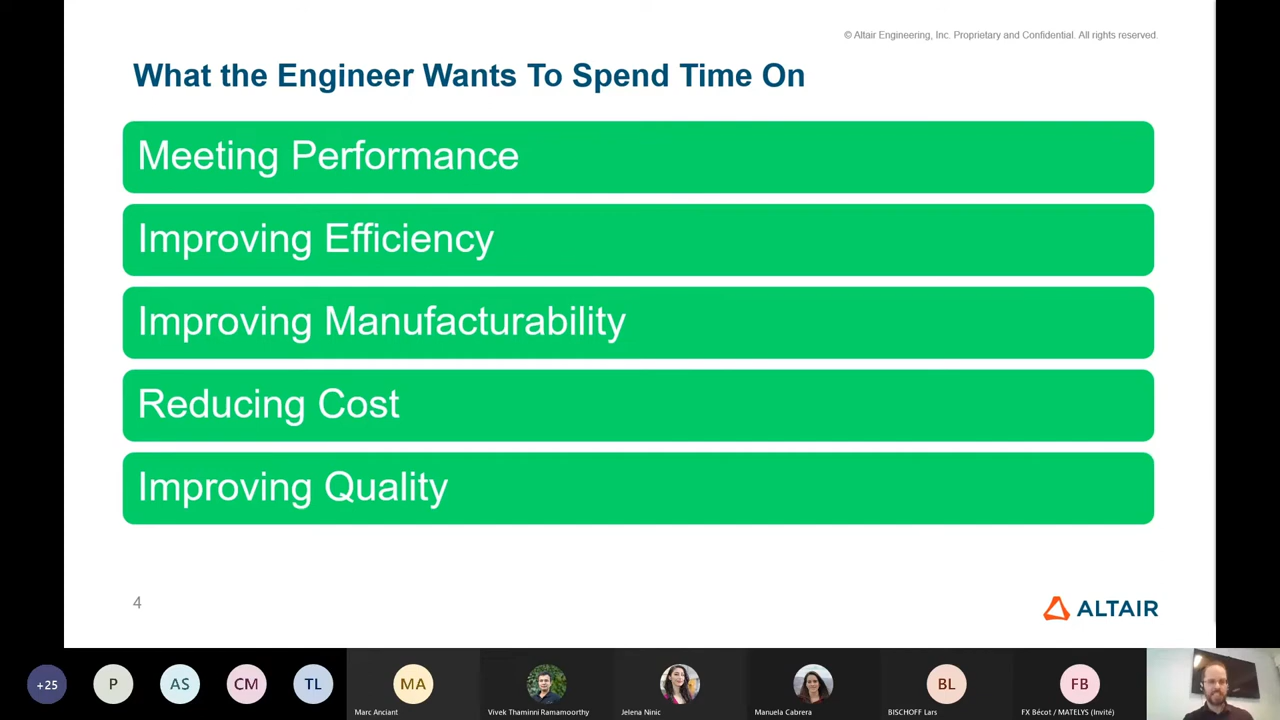 © Altair Engineering, Inc. Proprietary and Confidential. All rights reserved.
What the Engineer Wants To Spend Time On
Meeting Performance
Improving Efficiency
Improving Manufacturability
Reducing Cost
Improving Quality
4
ALTAIR
+25
P
AS
CM
TL
MA
BL
FB
Marc Anciant
Vivek Thaminni Ramamoorthy
Jelena Ninic
Manuela Cabrera
BISCHOFF Lars
FX Bécot / MATELYS (Invité)